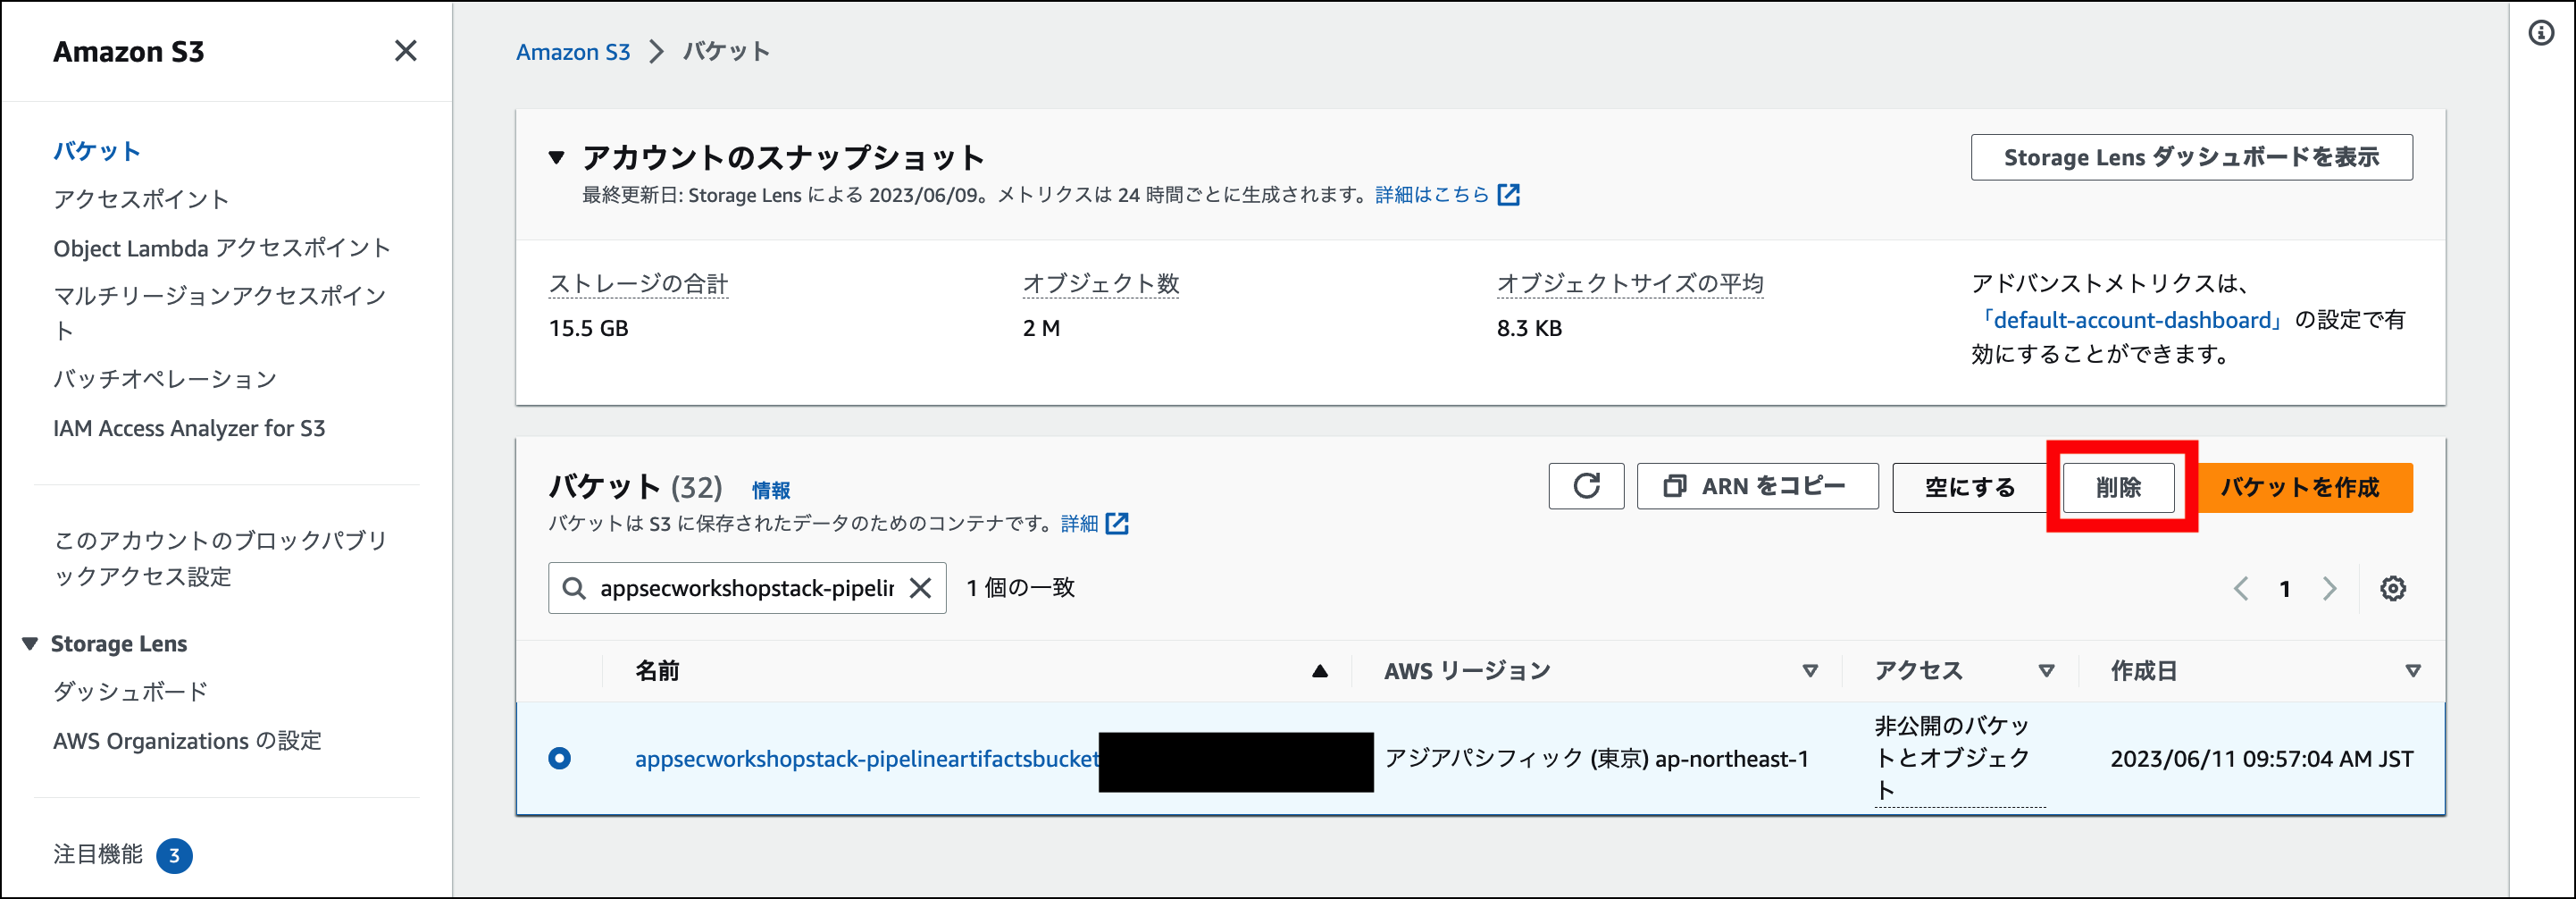 Amazon S3
バケット
アクセスポイント
Object Lambda アクセスポイント
マルチリージョンアクセスポイン
ト
バッチオペレーション
IAM Access Analyzer for S3
このアカウントのブロックパブリ
ックアクセス設定
Storage Lens
ダッシュボード
AWS Organizations の設定
注目機能 3
Amazon S3 > バケット
アカウントのスナップショット
最終更新日: Storage Lens による 2023/06/09。メトリクスは 24 時間ごとに生成されます。詳細はこちら
Storage Lens ダッシュボードを表示
ストレージの合計
15.5 GB
オブジェクト数
2 M
オブジェクトサイズの平均
8.3 KB
アドバンストメトリクスは、
「default-account-dashboard」の設定で有
効にすることができます。
バケット (32) 情報
バケットは S3 に保存されたデータのためのコンテナです。詳細
ARN をコピー
空にする
削除
バケットを作成
appsecworkshopstack-pipelin
1 個の一致
1
名前 AWS リージョン アクセス 作成日
appsecworkshopstack-pipelineartifactsbucket
アジアパシフィック (東京) ap-northeast-1
非公開のバケッ
トとオブジェク
ト
2023/06/11 09:57:04 AM JST